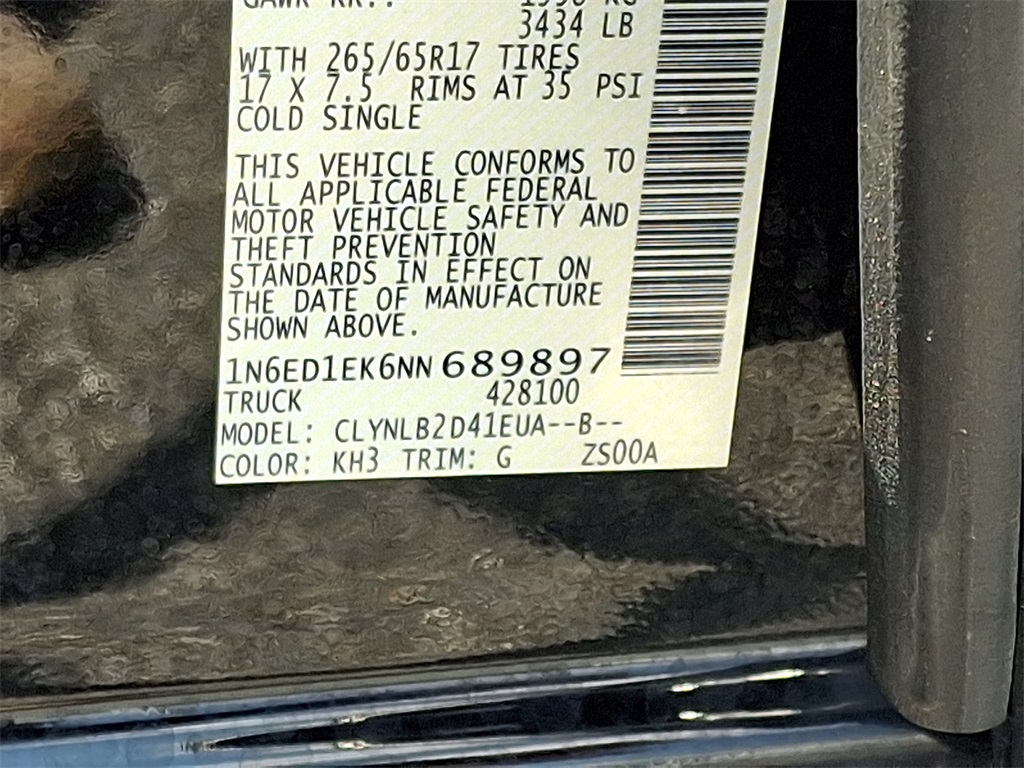 GAWR RR.:
3434 LB
WITH 265/65R17 TIRES
17 X 7.5 RIMS AT 35 PSI
COLD SINGLE
THIS VEHICLE CONFORMS TO
ALL APPLICABLE FEDERAL
MOTOR VEHICLE SAFETY AND
THEFT PREVENTION
STANDARDS IN EFFECT ON
THE DATE OF MANUFACTURE
SHOWN ABOVE.
1N6ED1EK6NN689897
TRUCK 428100
MODEL: CLYNLB2D41EUA--B--
COLOR: KH3 TRIM: G ZS00A